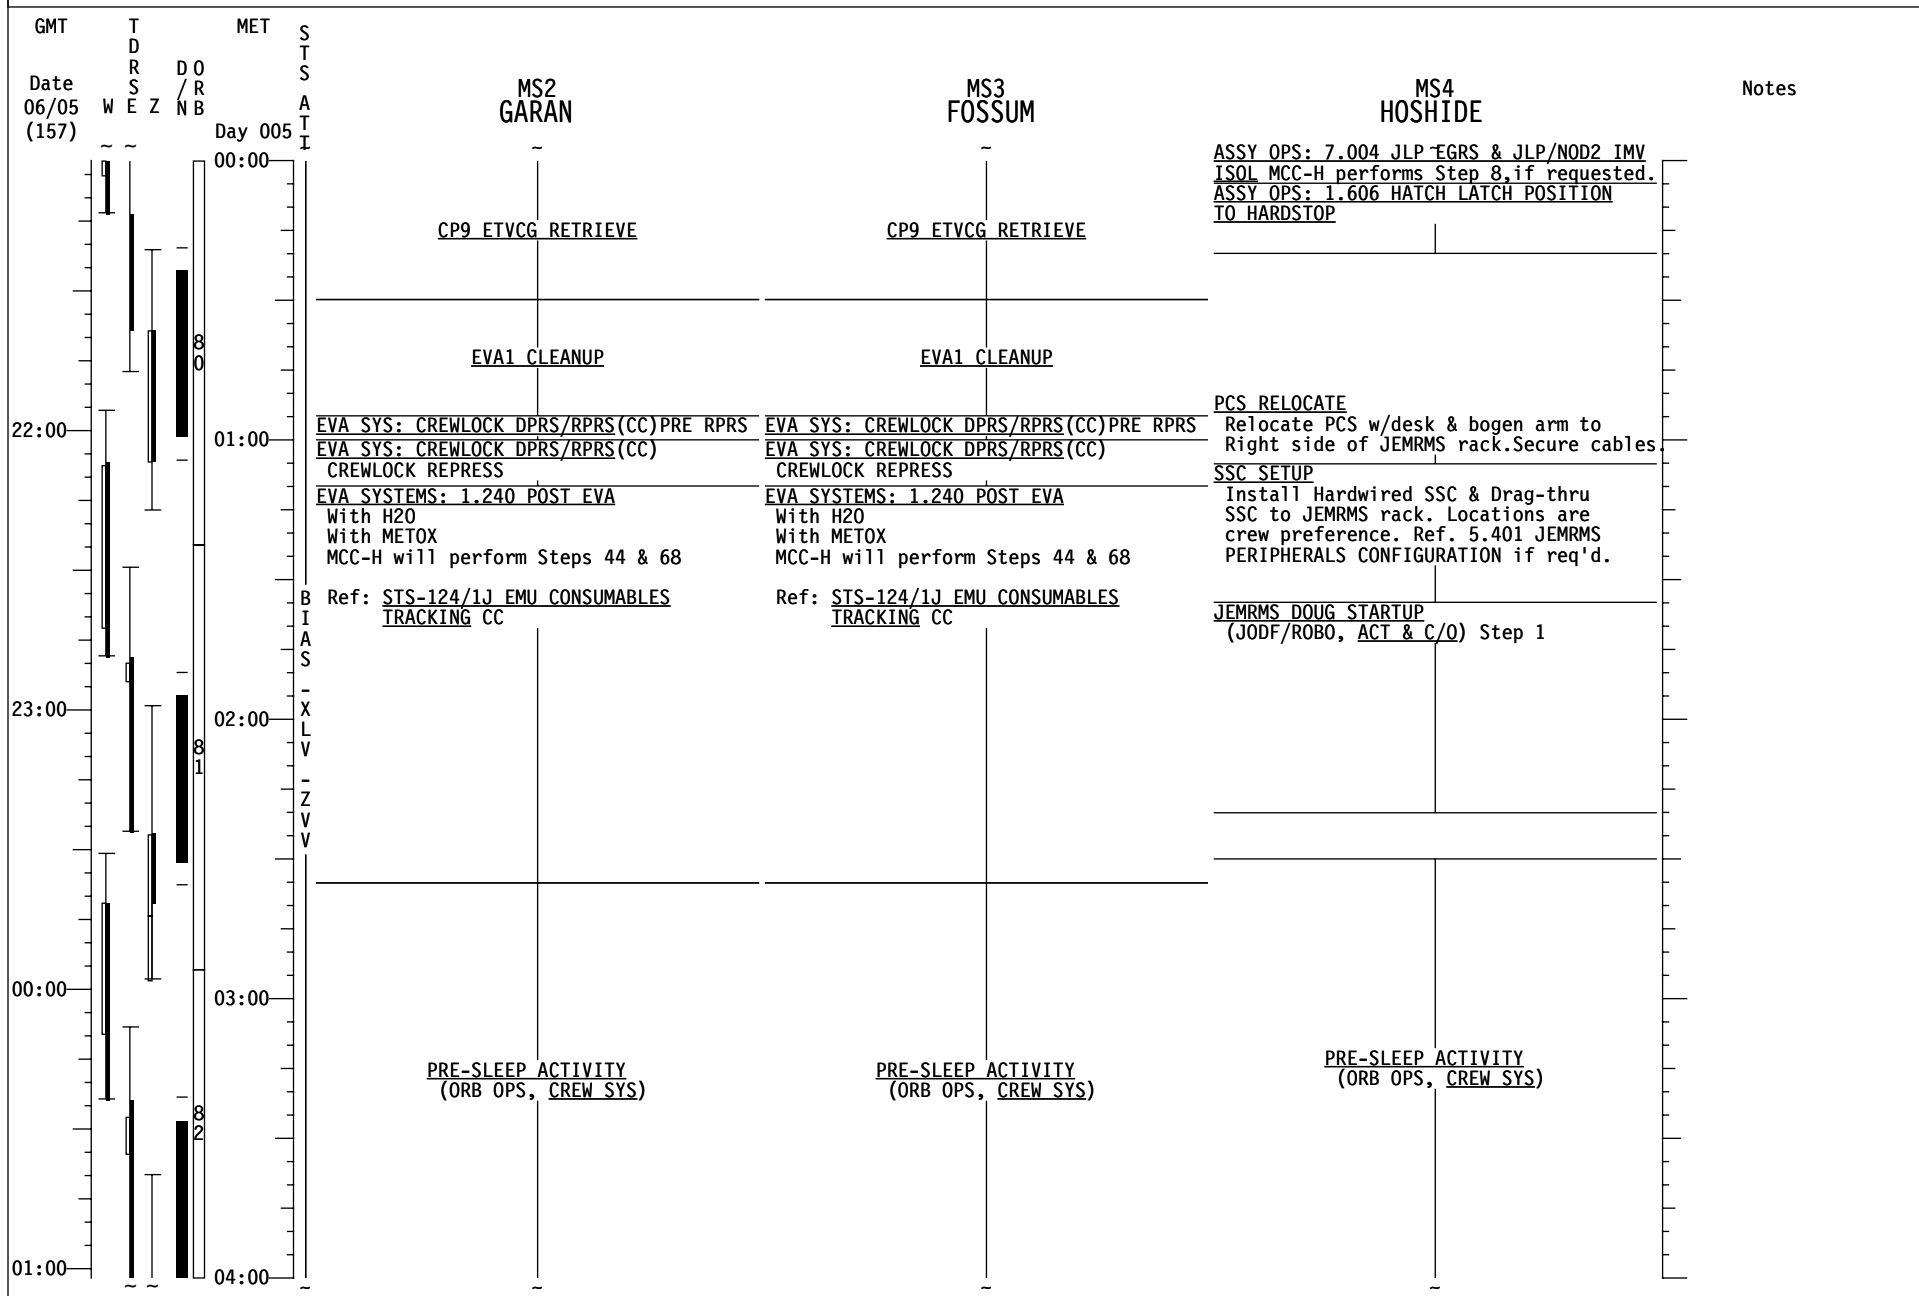 GMT
TDRS
MET
STS ATT
Date
06/05
(157)
W E Z
D/N
ORB
Day 005
MS2
GARAN
MS3
FOSSUM
MS4
HOSHIDE
Notes
~ ~
~
~
~
00:00
01:00
02:00
03:00
04:00
22:00
23:00
00:00
01:00
80
81
82
BIAS -XLV -ZVV
CP9 ETVCG RETRIEVE
EVA1 CLEANUP
EVA SYS: CREWLOCK DPRS/RPRS(CC)PRE RPRS
EVA SYS: CREWLOCK DPRS/RPRS(CC)
CREWLOCK REPRESS
EVA SYSTEMS: 1.240 POST EVA
With H2O
With METOX
MCC-H will perform Steps 44 & 68
Ref: STS-124/1J EMU CONSUMABLES
TRACKING CC
PRE-SLEEP ACTIVITY
(ORB OPS, CREW SYS)
CP9 ETVCG RETRIEVE
EVA1 CLEANUP
EVA SYS: CREWLOCK DPRS/RPRS(CC)PRE RPRS
EVA SYS: CREWLOCK DPRS/RPRS(CC)
CREWLOCK REPRESS
EVA SYSTEMS: 1.240 POST EVA
With H2O
With METOX
MCC-H will perform Steps 44 & 68
Ref: STS-124/1J EMU CONSUMABLES
TRACKING CC
PRE-SLEEP ACTIVITY
(ORB OPS, CREW SYS)
ASSY OPS: 7.004 JLP EGRS & JLP/NOD2 IMV
ISOL MCC-H performs Step 8,if requested.
ASSY OPS: 1.606 HATCH LATCH POSITION
TO HARDSTOP
PCS RELOCATE
Relocate PCS w/desk & bogen arm to
Right side of JEMRMS rack.Secure cables.
SSC SETUP
Install Hardwired SSC & Drag-thru
SSC to JEMRMS rack. Locations are
crew preference. Ref. 5.401 JEMRMS
PERIPHERALS CONFIGURATION if req'd.
JEMRMS DOUG STARTUP
(JODF/ROBO, ACT & C/O) Step 1
PRE-SLEEP ACTIVITY
(ORB OPS, CREW SYS)
~ ~
~
~
~
~